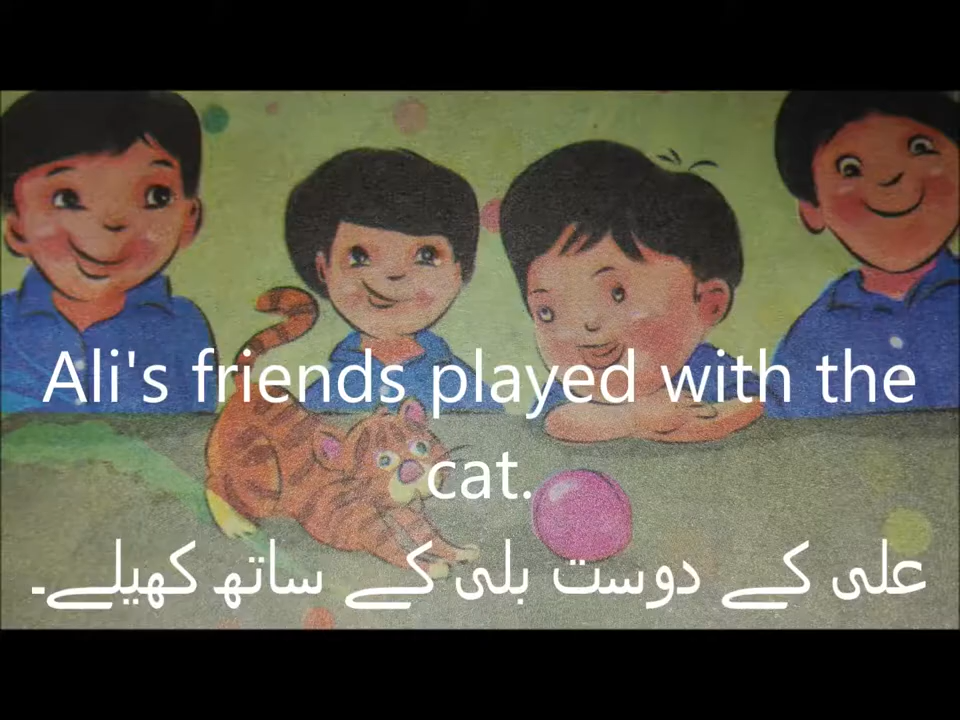 Ali's friends played with the
cat.
علی کے دوست بلی کے ساتھ کھیلے۔